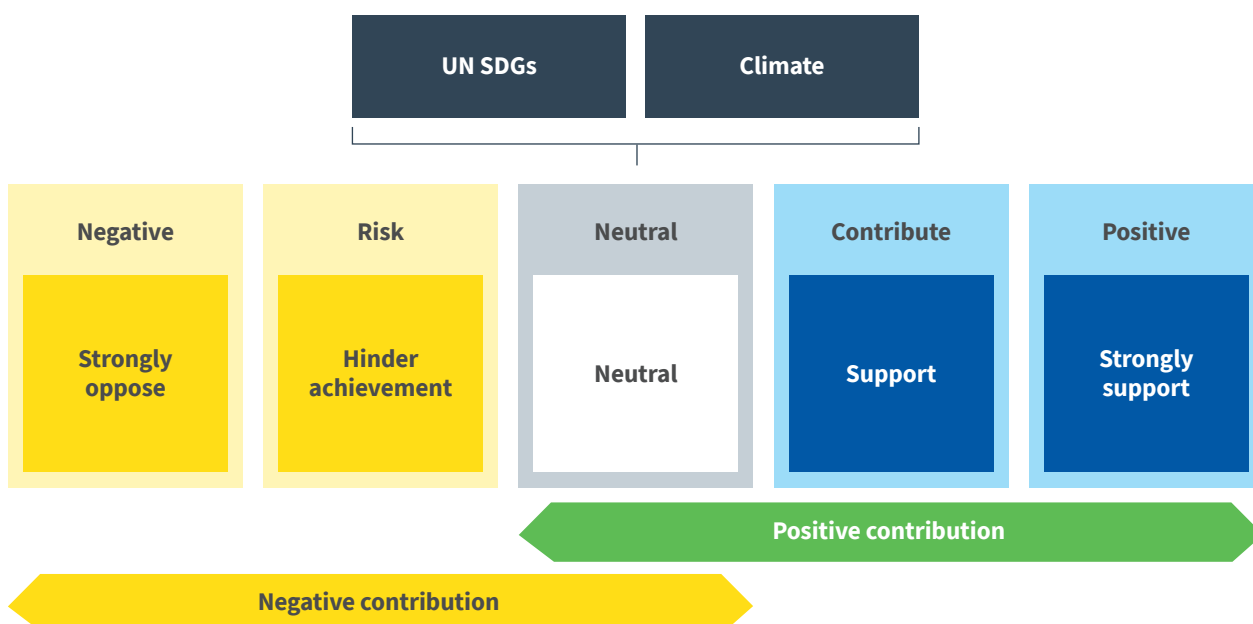 UN SDGs
Climate
Negative
Risk
Neutral
Contribute
Positive
Strongly
oppose
Hinder
achievement
Neutral
Support
Strongly
support
Positive contribution
Negative contribution